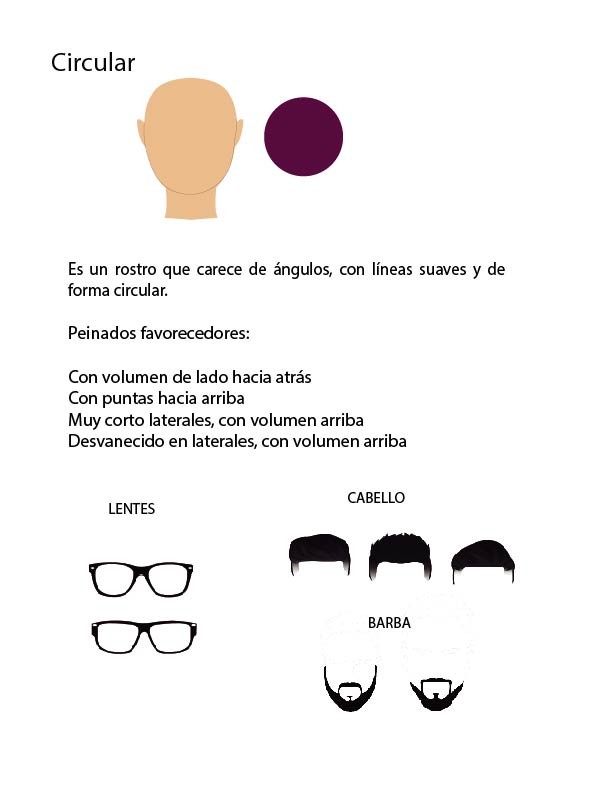 Circular
Es un rostro que carece de ángulos, con líneas suaves y de
forma circular.
Peinados favorecedores:
Con volumen de lado hacia atrás
Con puntas hacia arriba
Muy corto laterales, con volumen arriba
Desvanecido en laterales, con volumen arriba
LENTES
CABELLO
BARBA